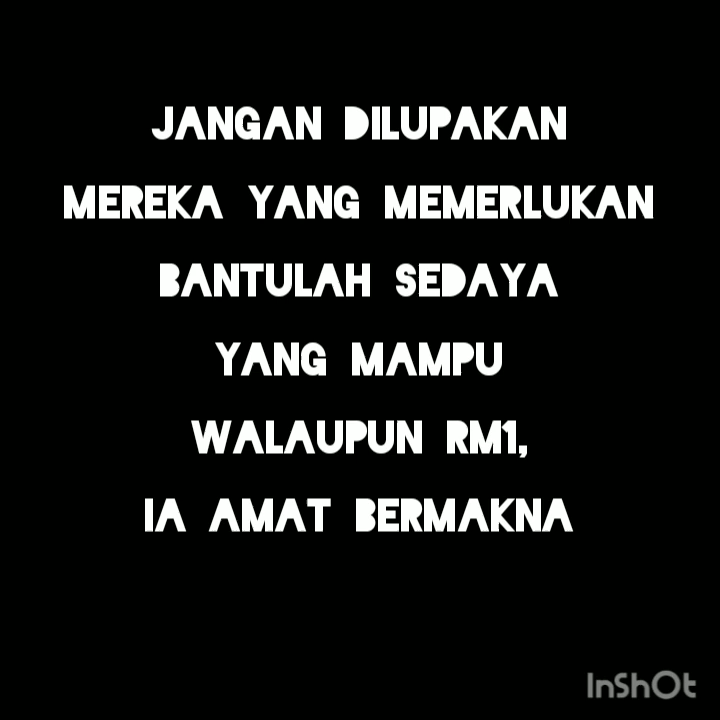 JANGAN DILUPAKAN
MEREKA YANG MEMERLUKAN
BANTULAH SEDAYA
YANG MAMPU
WALAUPUN RM1,
IA AMAT BERMAKNA
InShOt